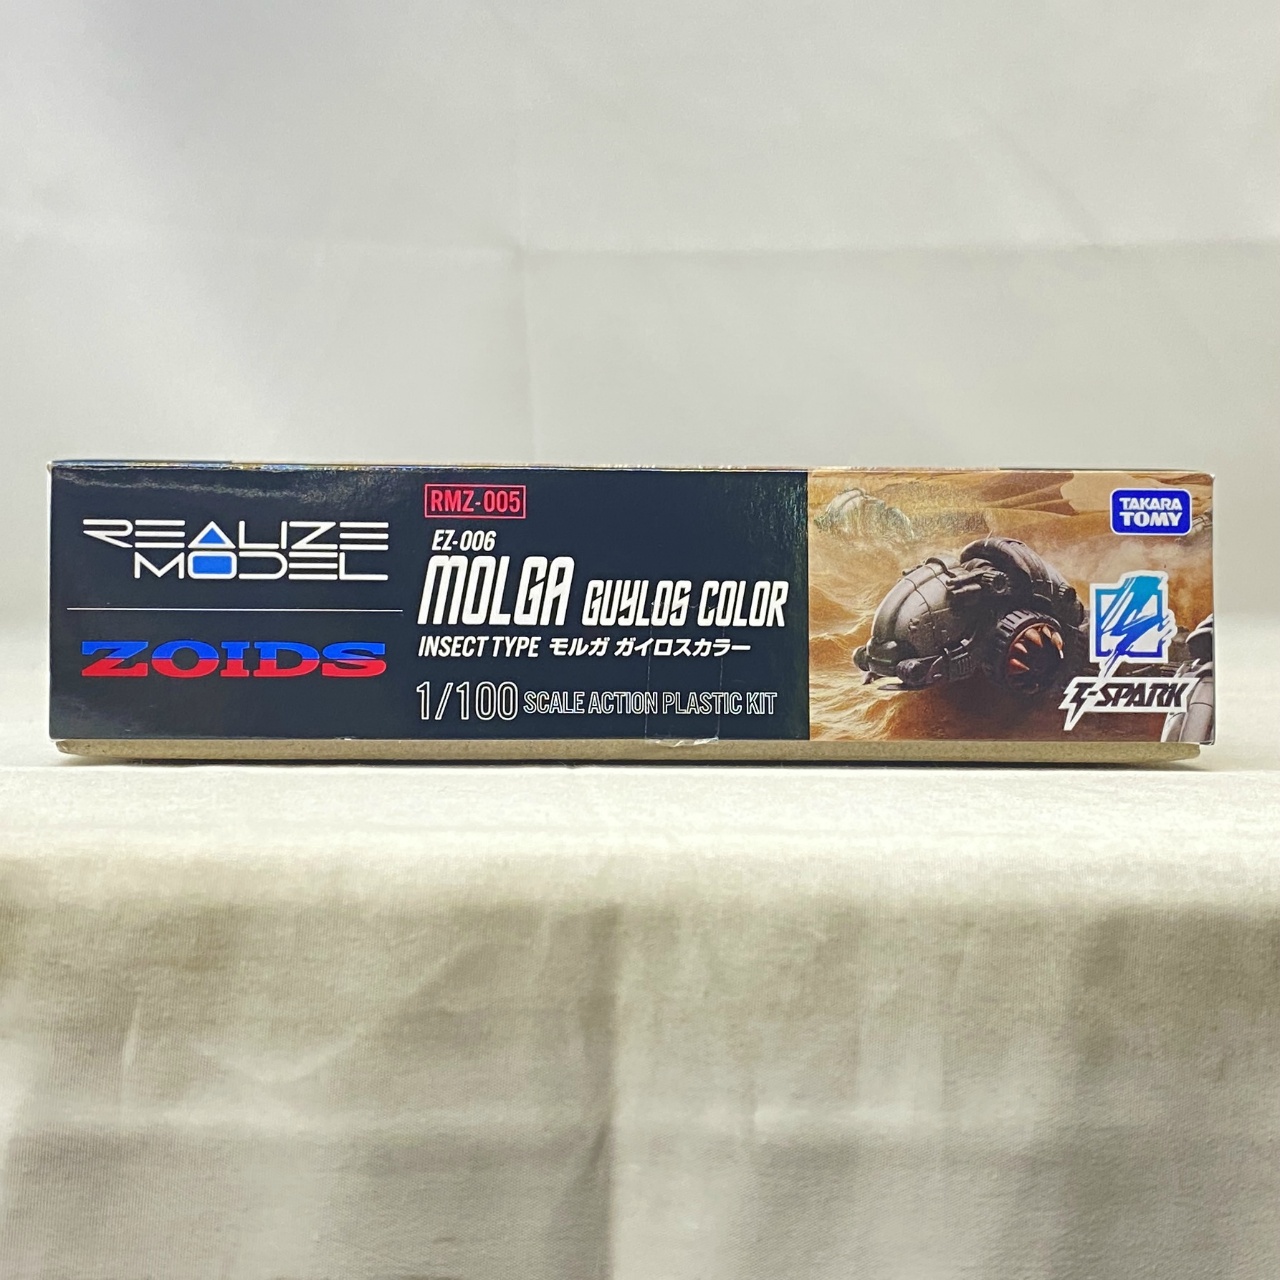 REALIZE
MODEL
ZOIDS
RMZ-005
EZ-006
MOLGA GUYLOS COLOR
INSECT TYPE モルガ ガイロスカラー
1/100 SCALE ACTION PLASTIC KIT
TAKARA
TOMY
T-SPARK